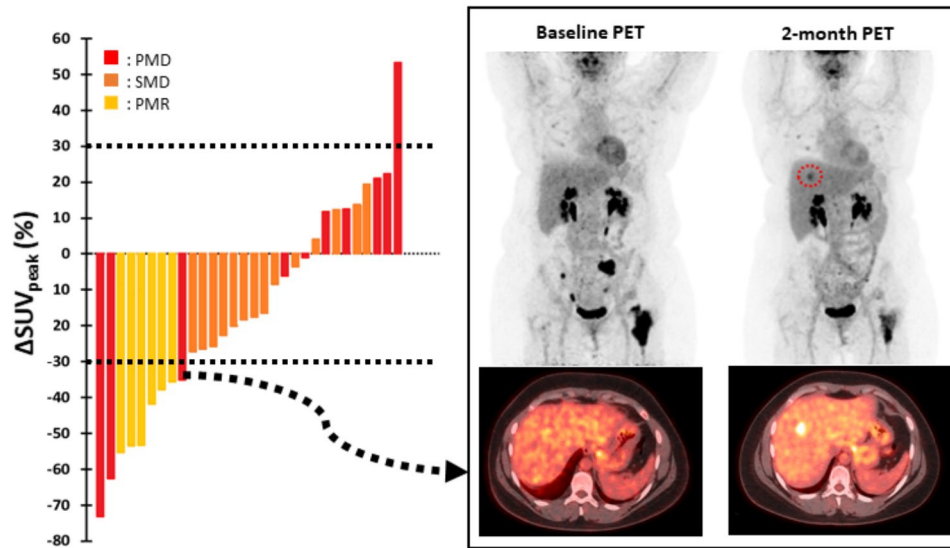 Baseline PET
2-month PET
60
50
40
30
20
10
0
10
20
-30
-40
-50
-60
-70
-80
ΔSUVpeak (%)
: PMD
: SMD
: PMR